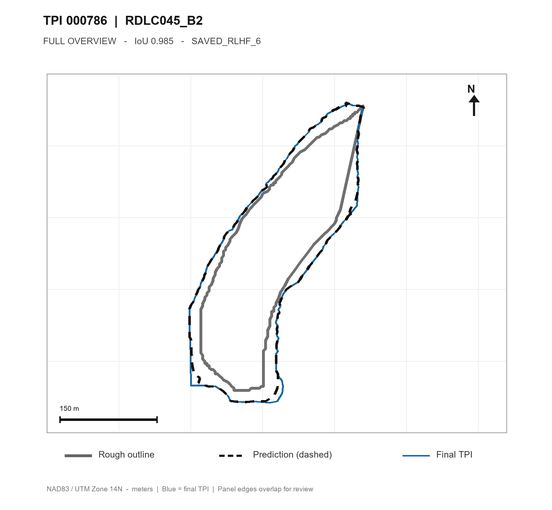 TPI 000786 | RDLC045_B2
FULL OVERVIEW - IoU 0.985 - SAVED_RLHF_6
N
150 m
Rough outline Prediction (dashed) Final TPI
NAD83 / UTM Zone 14N - meters | Blue = final TPI | Panel edges overlap for review